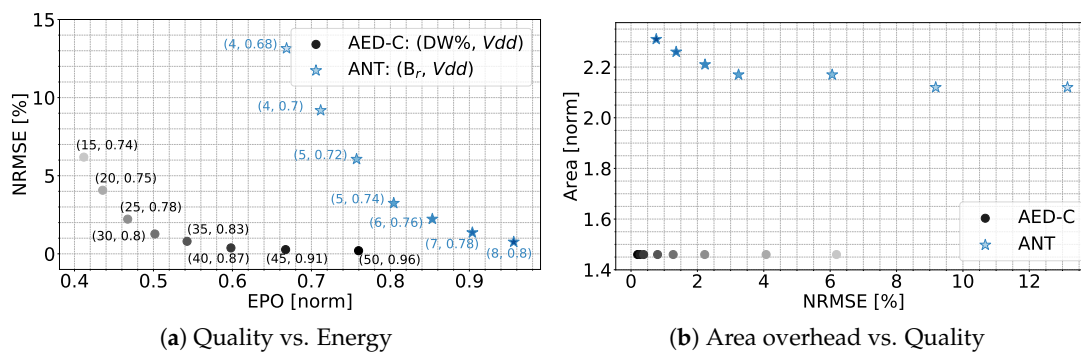 15
10
5
0
NRMSE [%]
(4, 0.68)
AED-C: (DW%, Vdd)
ANT: (Br, Vdd)
(4, 0.7)
(5, 0.72)
(15, 0.74)
(20, 0.75)
(5, 0.74)
(25, 0.78)
(35, 0.83)
(6, 0.76)
(30, 0.8)
(7, 0.78)
(40, 0.87)
(45, 0.91)
(50, 0.96)
(8, 0.8)
0.4 0.5 0.6 0.7 0.8 0.9
EPO [norm]
(a) Quality vs. Energy
2.2
2.0
1.8
1.6
1.4
Area [norm]
AED-C
ANT
0 2 4 6 8 10 12
NRMSE [%]
(b) Area overhead vs. Quality